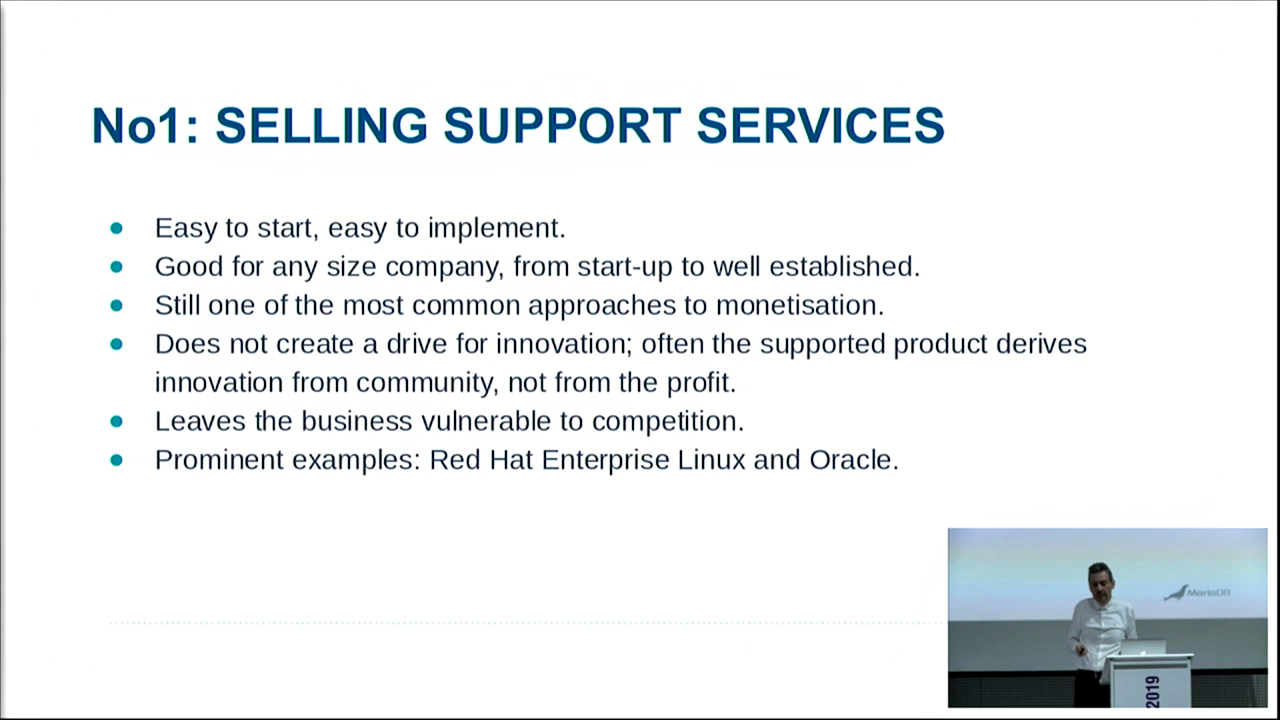 No1: SELLING SUPPORT SERVICES
Easy to start, easy to implement.
Good for any size company, from start-up to well established.
Still one of the most common approaches to monetisation.
Does not create a drive for innovation; often the supported product derives
innovation from community, not from the profit.
Leaves the business vulnerable to competition.
Prominent examples: Red Hat Enterprise Linux and Oracle.
MariaDB
2019